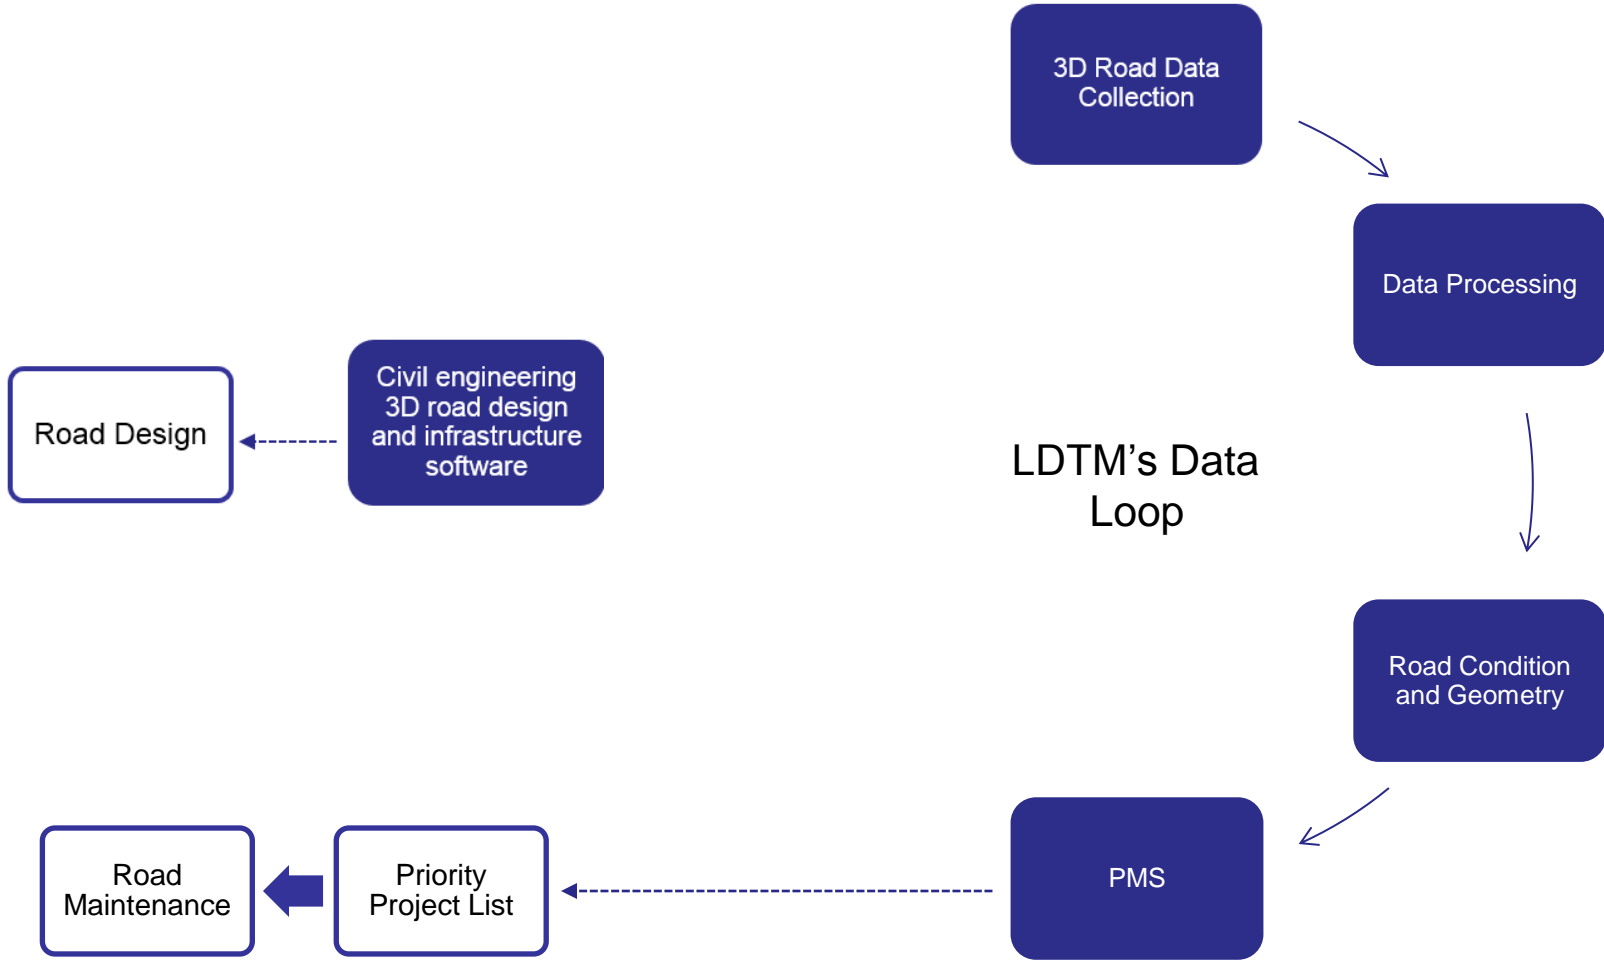 3D Road Data
Collection
Data Processing
Civil engineering
3D road design
and infrastructure
software
Road Design
LDTM’s Data
Loop
Road Condition
and Geometry
PMS
Priority
Project List
Road
Maintenance